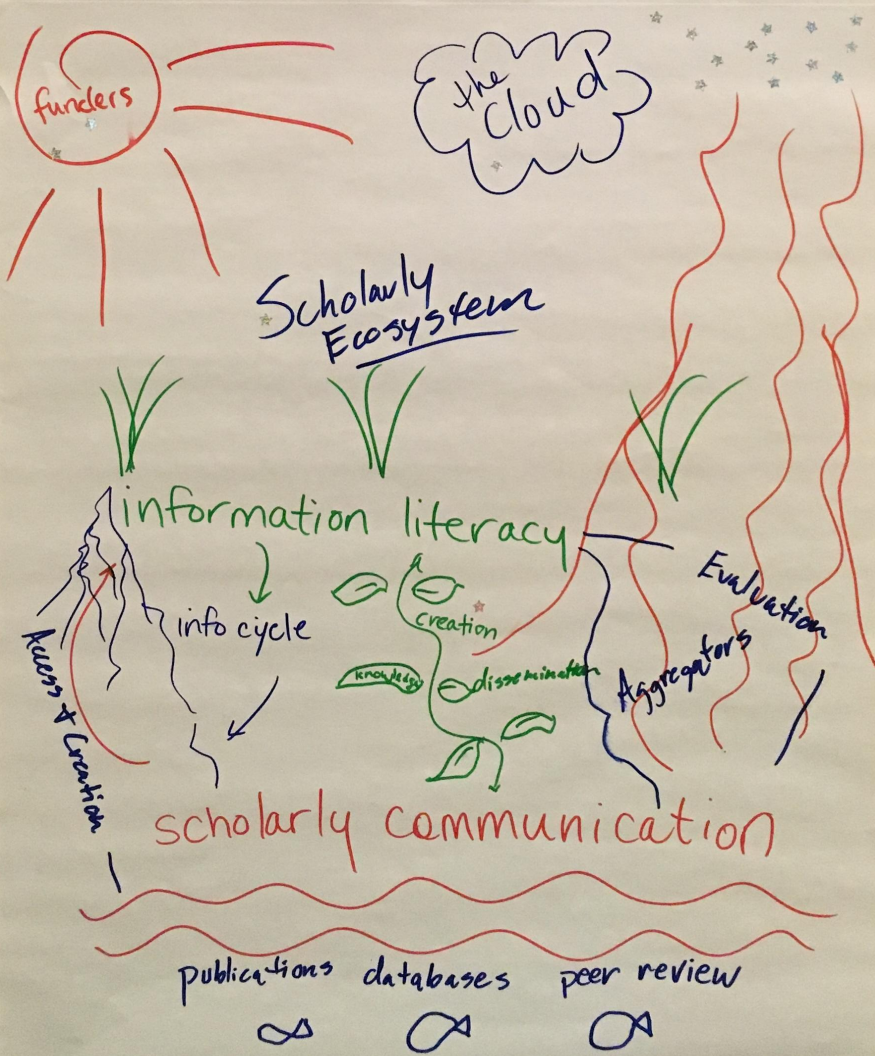 funders
the
Cloud
Scholarly
Ecosystem
information literacy
info cycle
creation
knowledge
dissemination
Access & Creation
Evaluation
Aggregators
scholarly communication
publications databases peer review